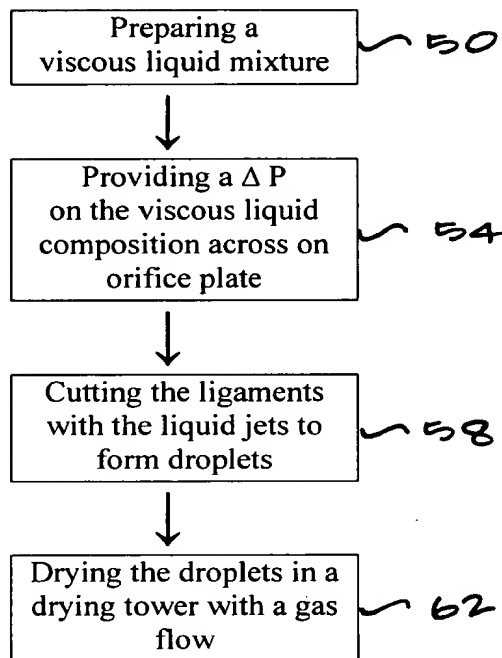 Preparing a
viscous liquid mixture
50
Providing a Δ P
on the viscous liquid
composition across on
orifice plate
54
Cutting the ligaments
with the liquid jets to
form droplets
58
Drying the droplets in a
drying tower with a gas
flow
62